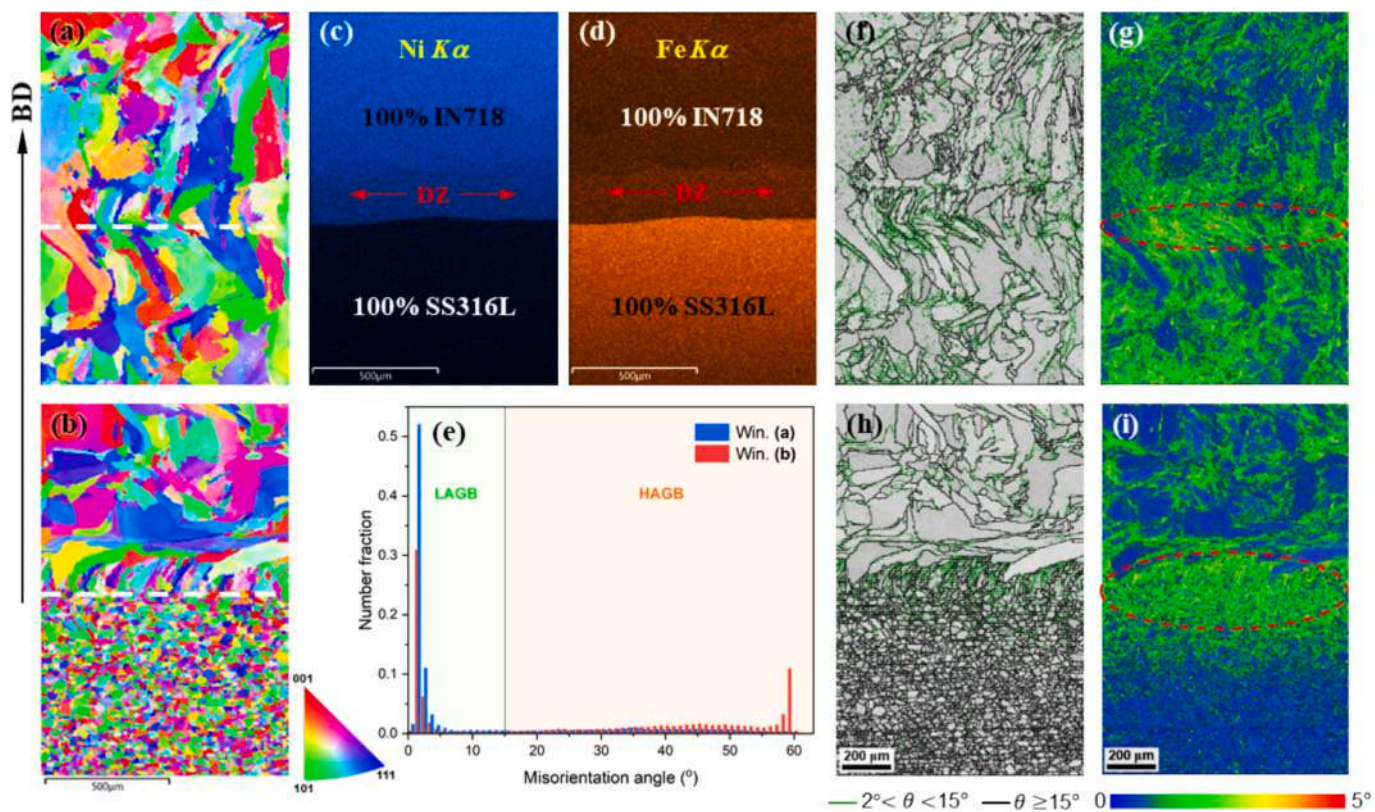 BD
(a)
(c)
Ni Kα
100% IN718
DZ
100% SS316L
500μm
(d)
Fe Kα
100% IN718
DZ
100% SS316L
500μm
(f)
(g)
(b)
001
111
101
500μm
(e)
Win. (a)
Win. (b)
LAGB
HAGB
Number fraction
0.5
0.4
0.3
0.2
0.1
0.0
0 10 20 30 40 50 60
Misorientation angle (º)
(h)
200 μm
2°< θ <15° θ ≥15°
(i)
200 μm
0 5°